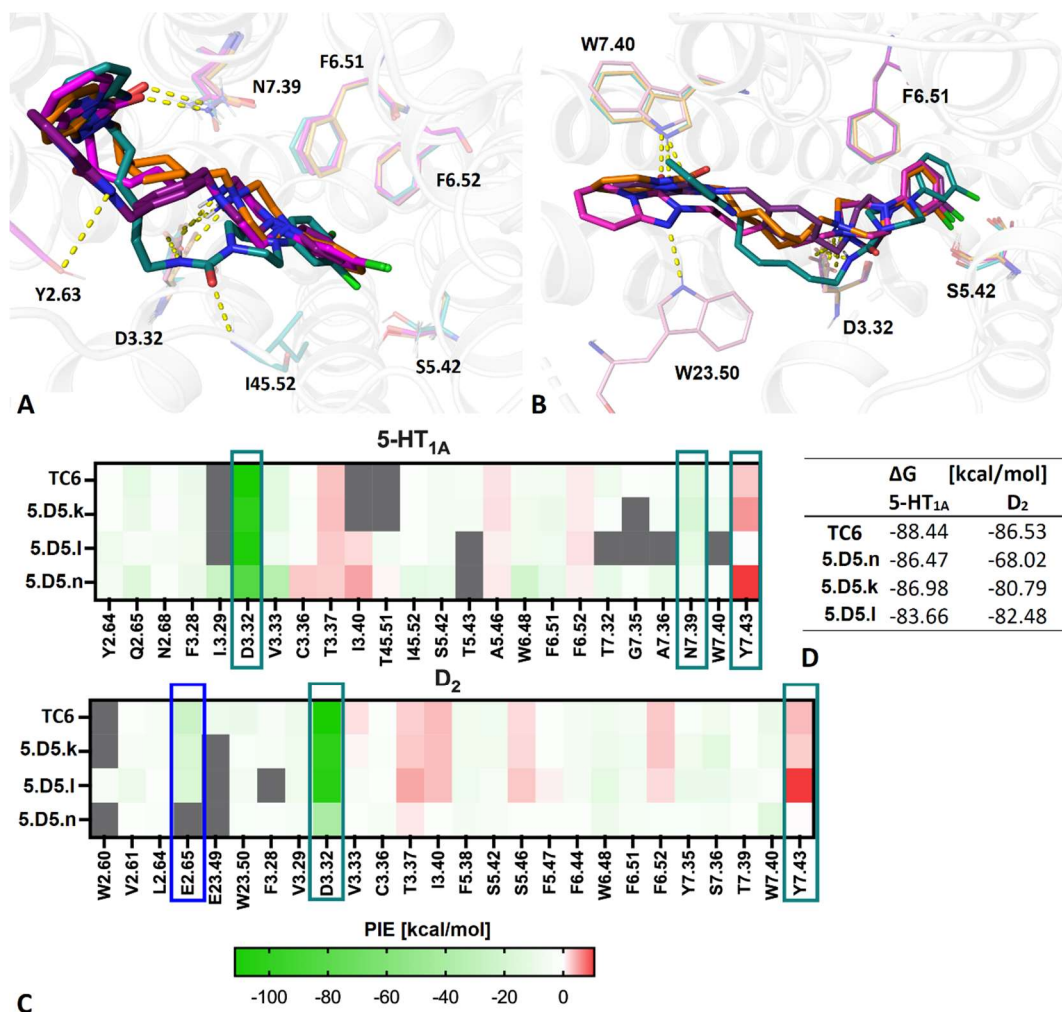 N7.39
F6.51
F6.52
Y2.63
D3.32
I45.52
S5.42
A
W7.40
F6.51
S5.42
D3.32
W23.50
B
5-HT1A
TC6
5.D5.k
5.D5.l
5.D5.n
Y2.64 Q2.65 N2.68 F3.28 I.3.29 D3.32 V3.33 C3.36 T3.37 I3.40 T45.51 I45.52 S5.42 T5.43 A5.46 W6.48 F6.51 F6.52 T7.32 G7.35 A7.36 N7.39 W7.40 Y7.43
ΔG [kcal/mol]
5-HT1A D2
TC6 -88.44 -86.53
5.D5.n -86.47 -68.02
5.D5.k -86.98 -80.79
5.D5.l -83.66 -82.48
D
D2
TC6
5.D5.k
5.D5.l
5.D5.n
W2.60 V2.61 L2.64 E2.65 E23.49 W23.50 F3.28 V3.29 D3.32 V3.33 C3.36 T3.37 I3.40 F5.38 S5.42 S5.46 F5.47 F6.44 W6.48 F6.51 F6.52 Y7.35 S7.36 T7.39 W7.40 Y7.43
PIE [kcal/mol]
-100 -80 -60 -40 -20 0
C